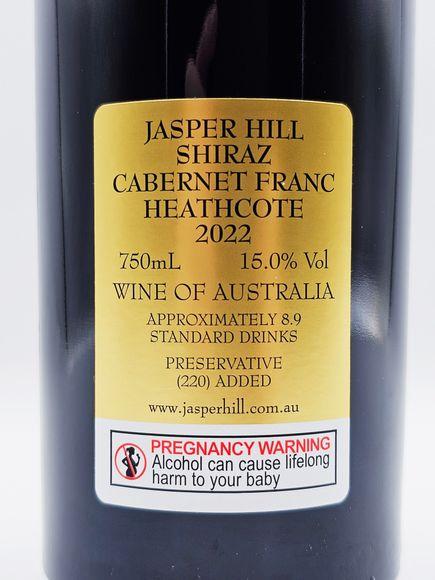 JASPER HILL
SHIRAZ
CABERNET FRANC
HEATHCOTE
2022
750mL 15.0% Vol
WINE OF AUSTRALIA
APPROXIMATELY 8.9
STANDARD DRINKS
PRESERVATIVE
(220) ADDED
www.jasperhill.com.au
PREGNANCY WARNING
Alcohol can cause lifelong
harm to your baby